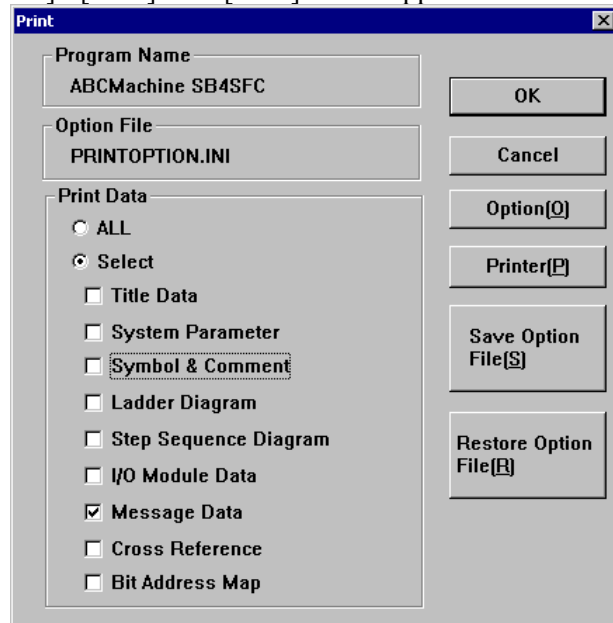 Print
Program Name
ABCMachine SB4SFC
Option File
PRINTOPTION.INI
Print Data
ALL
Select
Title Data
System Parameter
Symbol & Comment
Ladder Diagram
Step Sequence Diagram
I/O Module Data
Message Data
Cross Reference
Bit Address Map
OK
Cancel
Option(O)
Printer(P)
Save Option
File(S)
Restore Option
File(R)